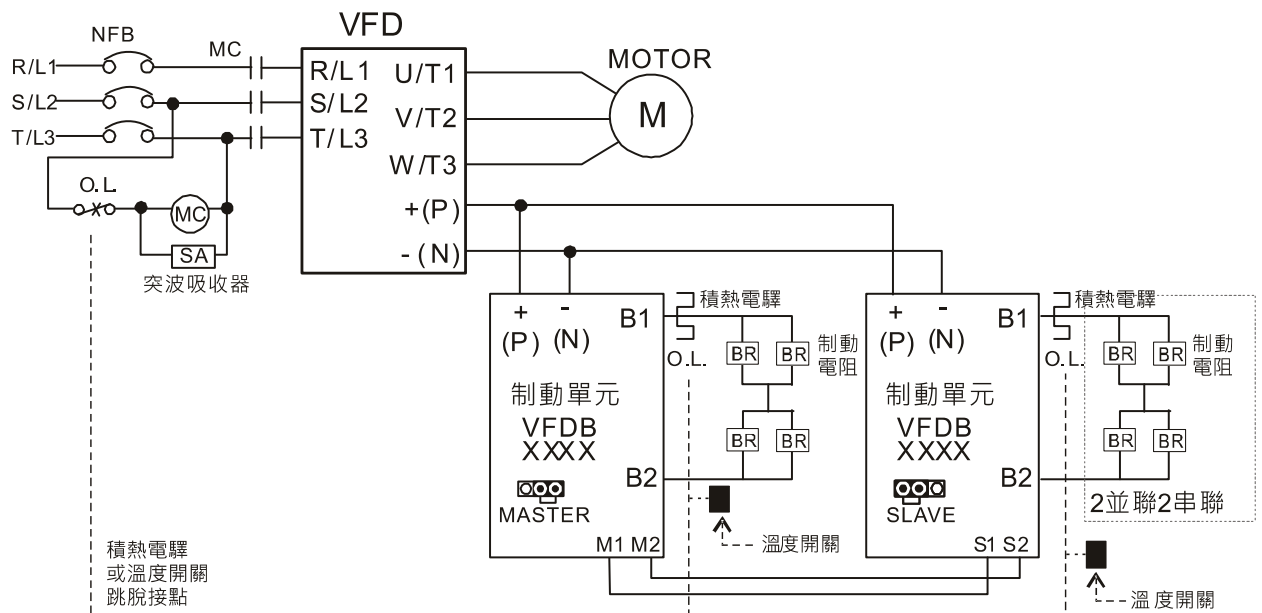 VFD
NFB
MC
MOTOR
R/L1
R/L1
U/T1
S/L2
S/L2
V/T2
M
T/L3
T/L3
W/T3
O.L.
MC
+(P)
SA
-(N)
突波吸收器
+
(P)
-
(N)
B1
積熱電驛
O.L.
BR
BR
制動
電阻
制動單元
VFDB
XXXX
BR
BR
B2
MASTER
M1 M2
溫度開關
+
(P)
-
(N)
B1
積熱電驛
O.L.
BR
BR
制動
電阻
制動單元
VFDB
XXXX
BR
BR
B2
2並聯2串聯
SLAVE
S1 S2
溫度開關
積熱電驛
或溫度開關
跳脫接點